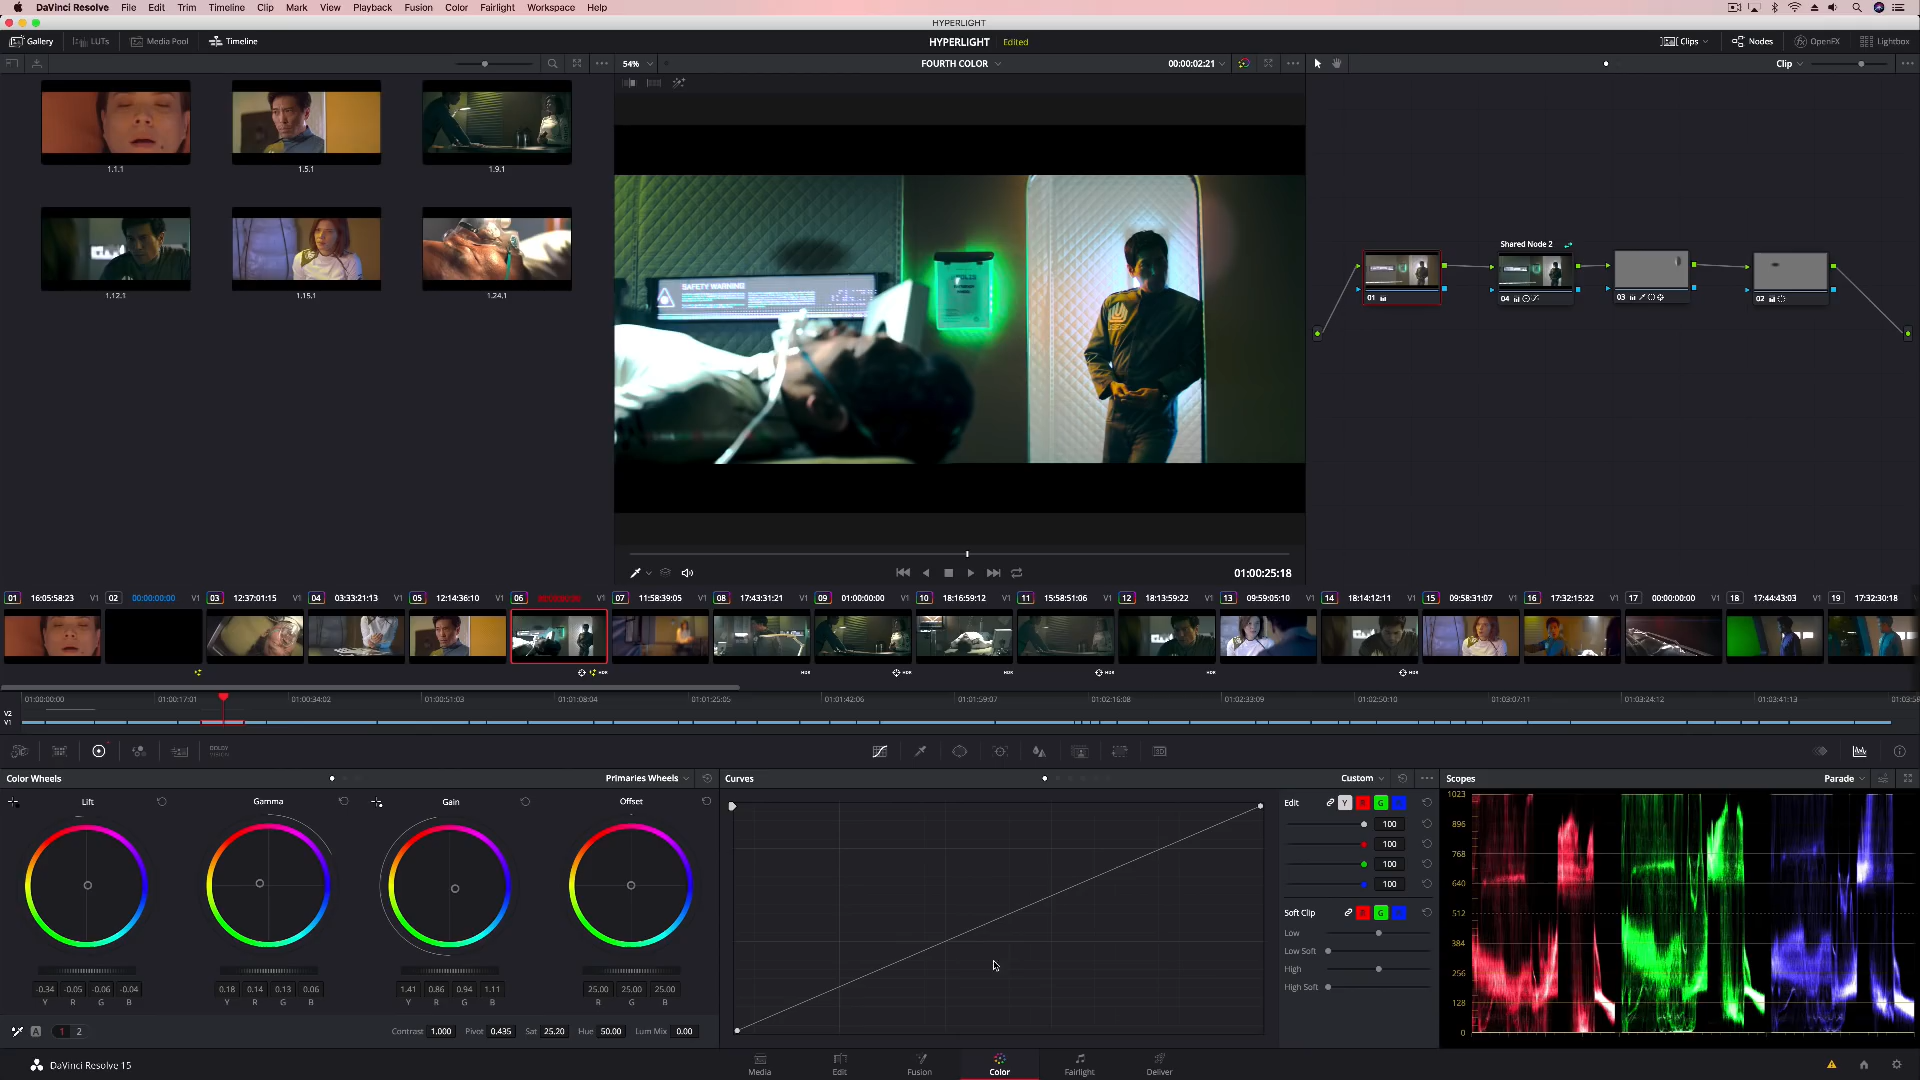 DaVinci Resolve File Edit Trim Timeline Clip Mark View Playback Fusion Color Fairlight Workspace Help
HYPERLIGHT
Gallery LUTs Media Pool Timeline HYPERLIGHT Edited Clips Nodes OpenFX Lightbox
54% FOURTH COLOR 00:00:02:21 Clip
1.1.1 1.5.1 1.9.1
1.12.1 1.15.1 1.24.1
SAFETY WARNING
Shared Node 2
01 04 03 02
01:00:25:18
01 16:05:58:23 V1 02 00:00:00:00 V1 03 12:37:01:15 V1 04 03:33:21:13 V1 05 12:14:36:10 V1 06 V1 07 11:58:39:05 V1 08 17:43:31:21 V1 09 01:00:00:00 V1 10 18:16:59:12 V1 11 15:58:51:06 V1 12 18:13:59:22 V1 13 09:59:05:10 V1 14 18:14:12:11 V1 15 09:58:31:07 V1 16 17:32:15:22 V1 17 00:00:00:00 V1 18 17:44:43:03 V1 19 17:32:30:18
HDR HDR HDR HDR HDR HDR HDR
01:00:00:00 01:00:17:01 01:00:34:02 01:00:51:03 01:01:08:04 01:01:25:05 01:01:42:06 01:01:59:07 01:02:16:08 01:02:33:09 01:02:50:10 01:03:07:11 01:03:24:12 01:03:41:13
V2
V1
DOLBY VISION
Color Wheels Primaries Wheels Curves Custom Scopes Parade
Lift Gamma Gain Offset
Edit Y R G
100
100
100
100
Soft Clip R G
Low
Low Soft
High
High Soft
1023
896
768
640
512
384
256
128
0
-0.34 -0.05 -0.06 -0.04 0.18 0.14 0.13 0.06 1.41 0.86 0.94 1.11 25.00 25.00 25.00
Y R G B Y R G B Y R G B R G B
A 1 2 Contrast 1.000 Pivot 0.435 Sat 25.20 Hue 50.00 Lum Mix 0.00
DaVinci Resolve 15 Media Edit Fusion Color Fairlight Deliver